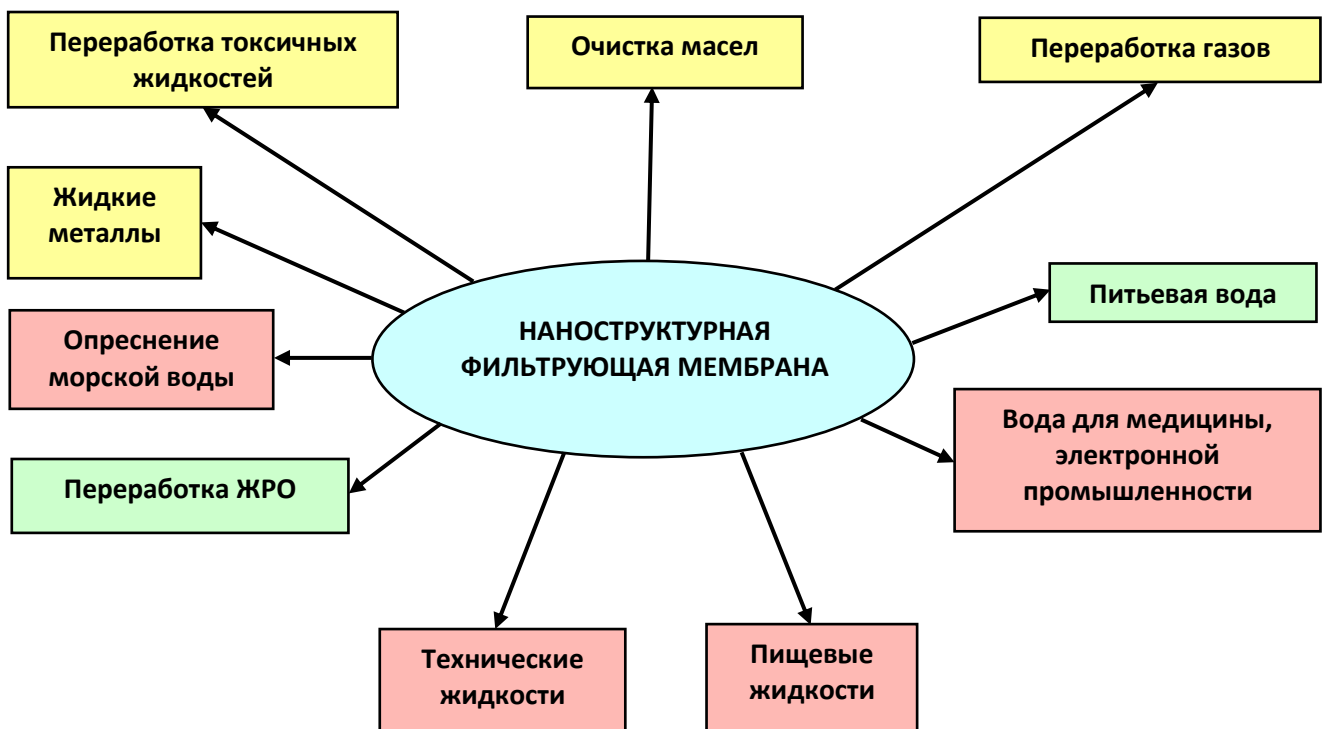 Переработка токсичных
жидкостей
Очистка масел
Переработка газов
Жидкие
металлы
Питьевая вода
НАНОСТРУКТУРНАЯ
ФИЛЬТРУЮЩАЯ МЕМБРАНА
Опреснение
морской воды
Вода для медицины,
электронной
промышленности
Переработка ЖРО
Технические
жидкости
Пищевые
жидкости